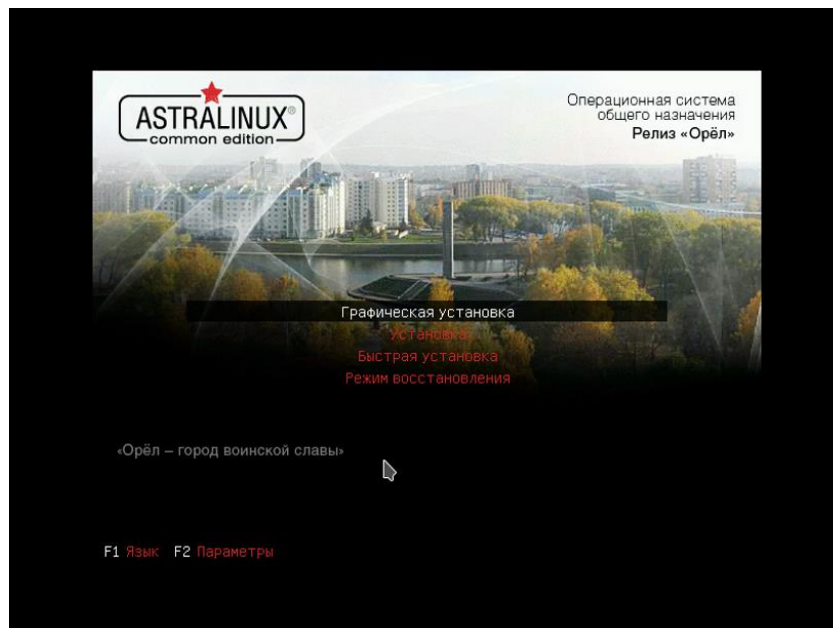 ASTRALINUX®
common edition
Операционная система
общего назначения
Релиз «Орёл»
Графическая установка
Установка
Быстрая установка
Режим восстановления
«Орёл – город воинской славы»
F1 Язык F2 Параметры